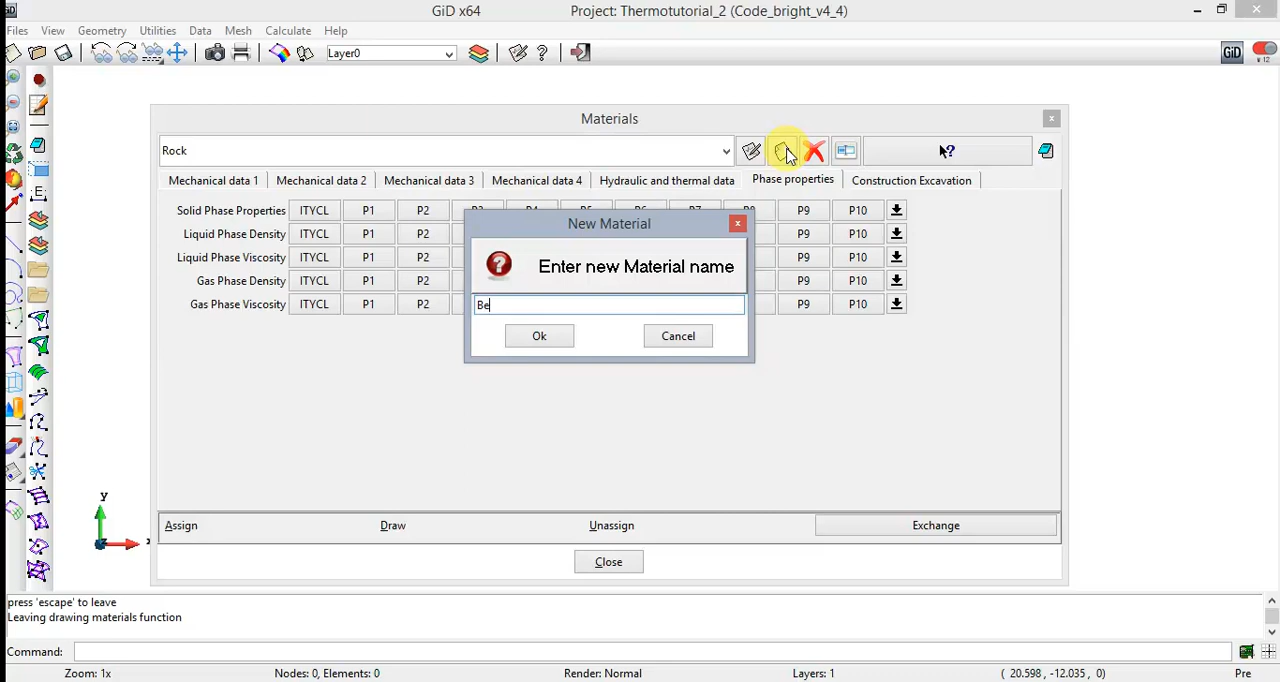 GiD x64 Project: Thermotutorial_2 (Code_bright_v4_4)
Files View Geometry Utilities Data Mesh Calculate Help
Layer0
GiD
v 12
Materials
Rock
?
Mechanical data 1 Mechanical data 2 Mechanical data 3 Mechanical data 4 Hydraulic and thermal data Phase properties Construction Excavation
Solid Phase Properties ITYCL P1 P2 P9 P10
Liquid Phase Density ITYCL P1 P2 P9 P10
Liquid Phase Viscosity ITYCL P1 P2 P9 P10
Gas Phase Density ITYCL P1 P2 P9 P10
Gas Phase Viscosity ITYCL P1 P2 P9 P10
New Material
Enter new Material name
Be
Ok Cancel
Assign Draw Unassign Exchange
Close
y
press 'escape' to leave
Leaving drawing materials function
Command:
Zoom: 1x Nodes: 0, Elements: 0 Render: Normal Layers: 1 ( 20.598 , -12.035, 0) Pre